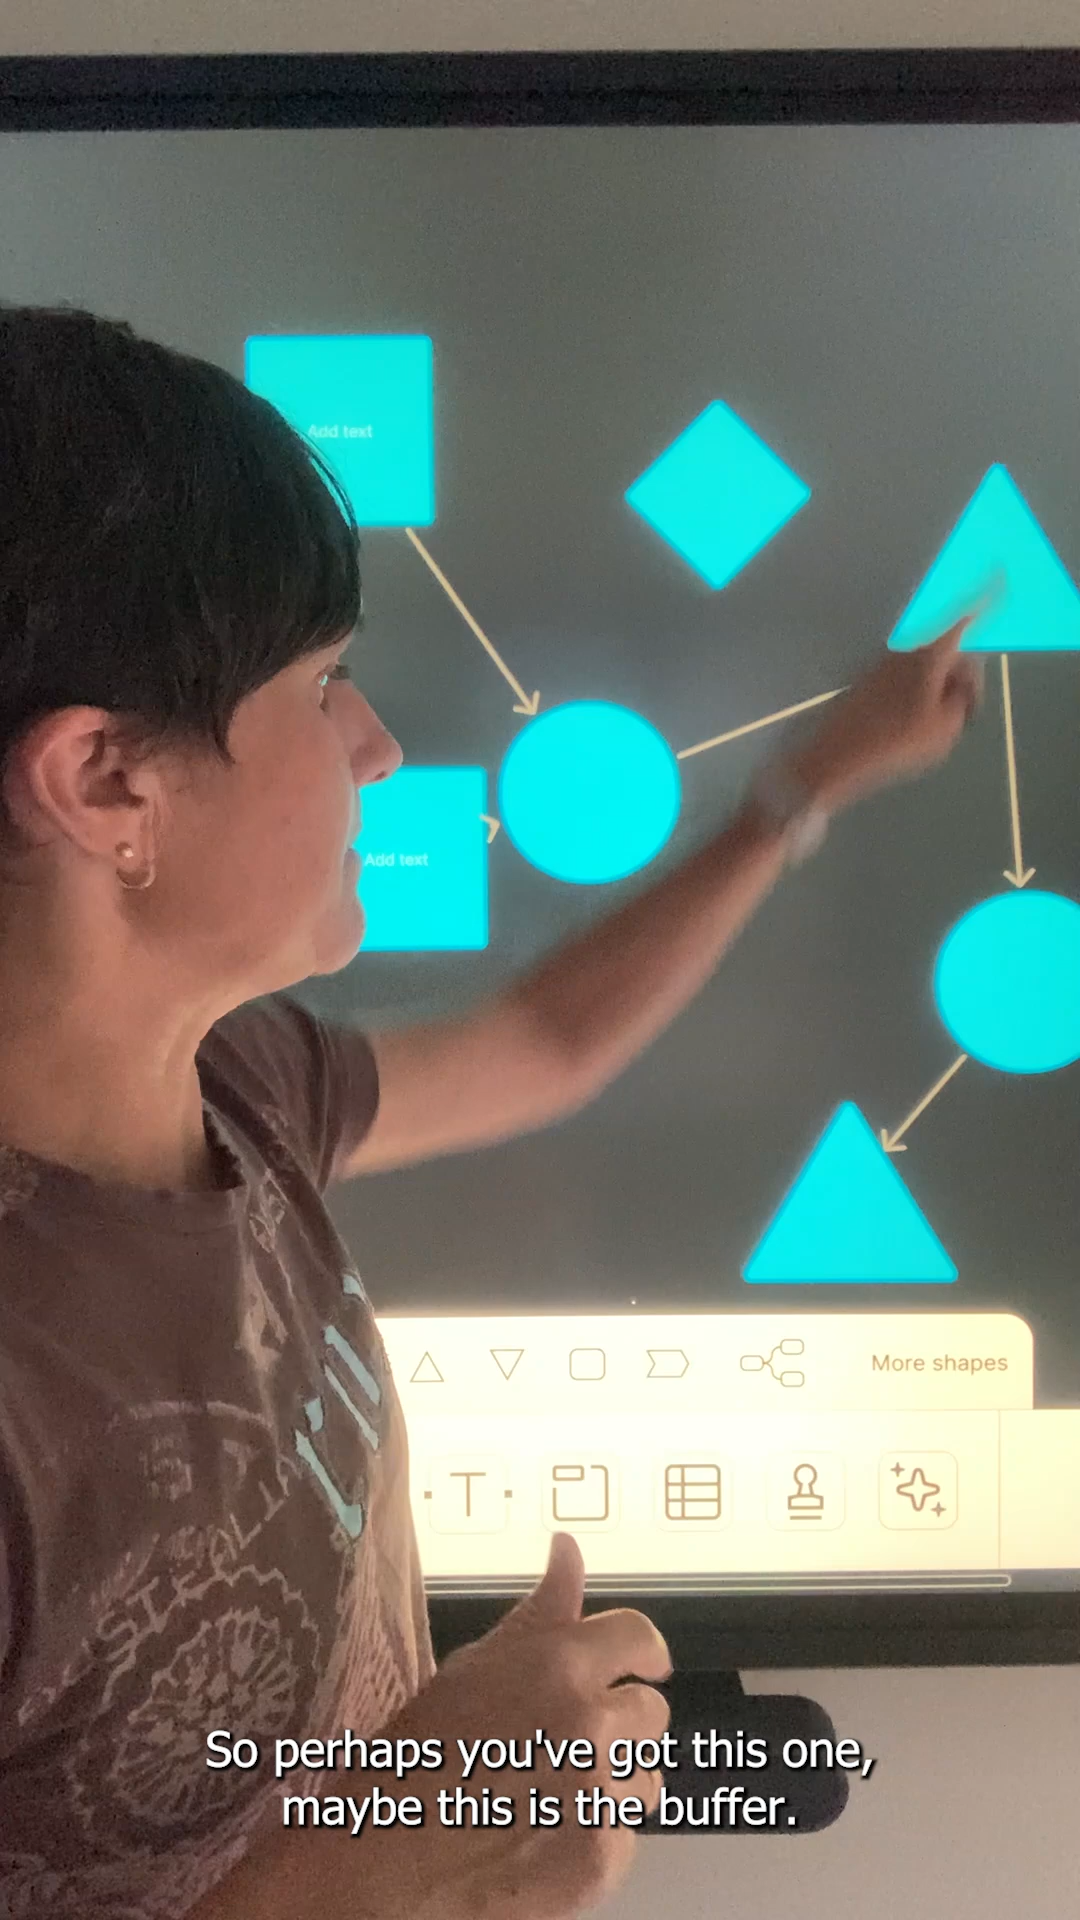 Add text
Add text
More shapes
T
So perhaps you've got this one,
maybe this is the buffer.